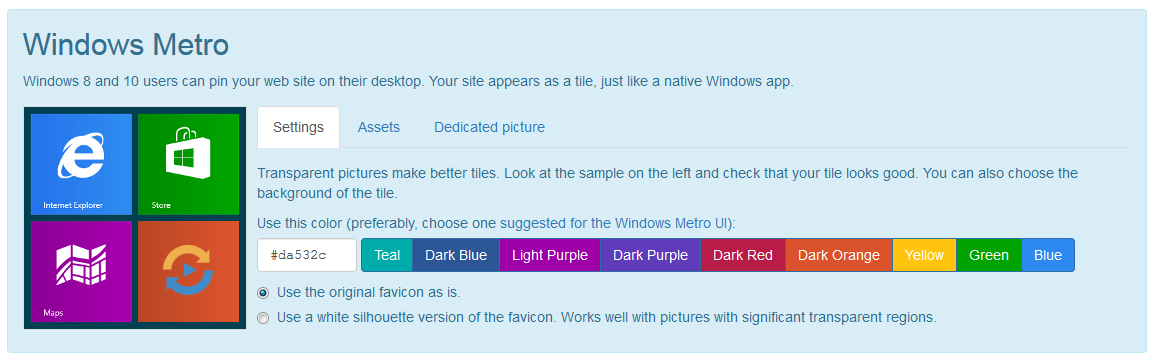 Windows Metro
Windows 8 and 10 users can pin your web site on their desktop. Your site appears as a tile, just like a native Windows app.
Internet Explorer
Store
Maps
Settings
Assets
Dedicated picture
Transparent pictures make better tiles. Look at the sample on the left and check that your tile looks good. You can also choose the
background of the tile.
Use this color (preferably, choose one suggested for the Windows Metro UI):
#da532c
Teal
Dark Blue
Light Purple
Dark Purple
Dark Red
Dark Orange
Yellow
Green
Blue
Use the original favicon as is.
Use a white silhouette version of the favicon. Works well with pictures with significant transparent regions.